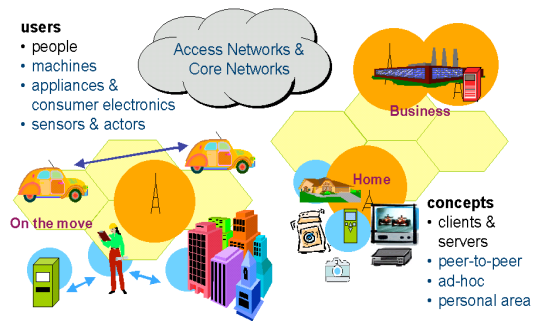 users
• people
• machines
• appliances &
consumer electronics
• sensors & actors
Access Networks &
Core Networks
Business
Home
On the move
concepts
• clients &
servers
• peer-to-peer
• ad-hoc
• personal area